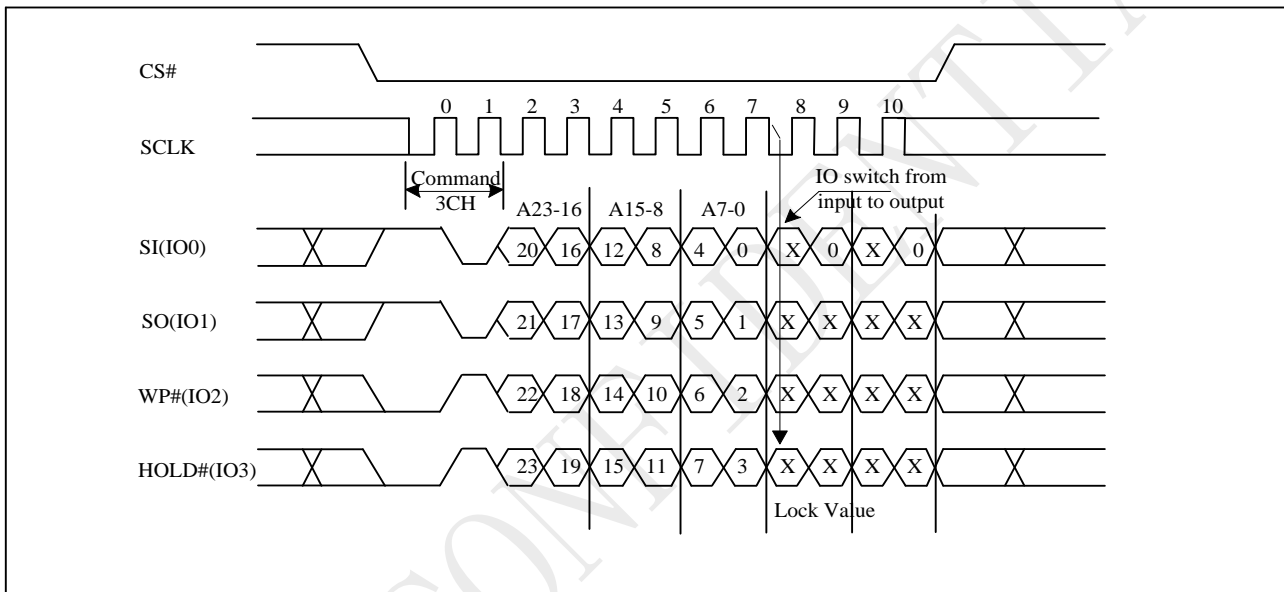 CS#
0 1 2 3 4 5 6 7 8 9 10
SCLK
Command
3CH
IO switch from
input to output
A23-16 A15-8 A7-0
SI(IO0) 20 16 12 8 4 0 X 0 X 0
SO(IO1) 21 17 13 9 5 1 X X X X
WP#(IO2) 22 18 14 10 6 2 X X X X
HOLD#(IO3) 23 19 15 11 7 3 X X X X
Lock Value